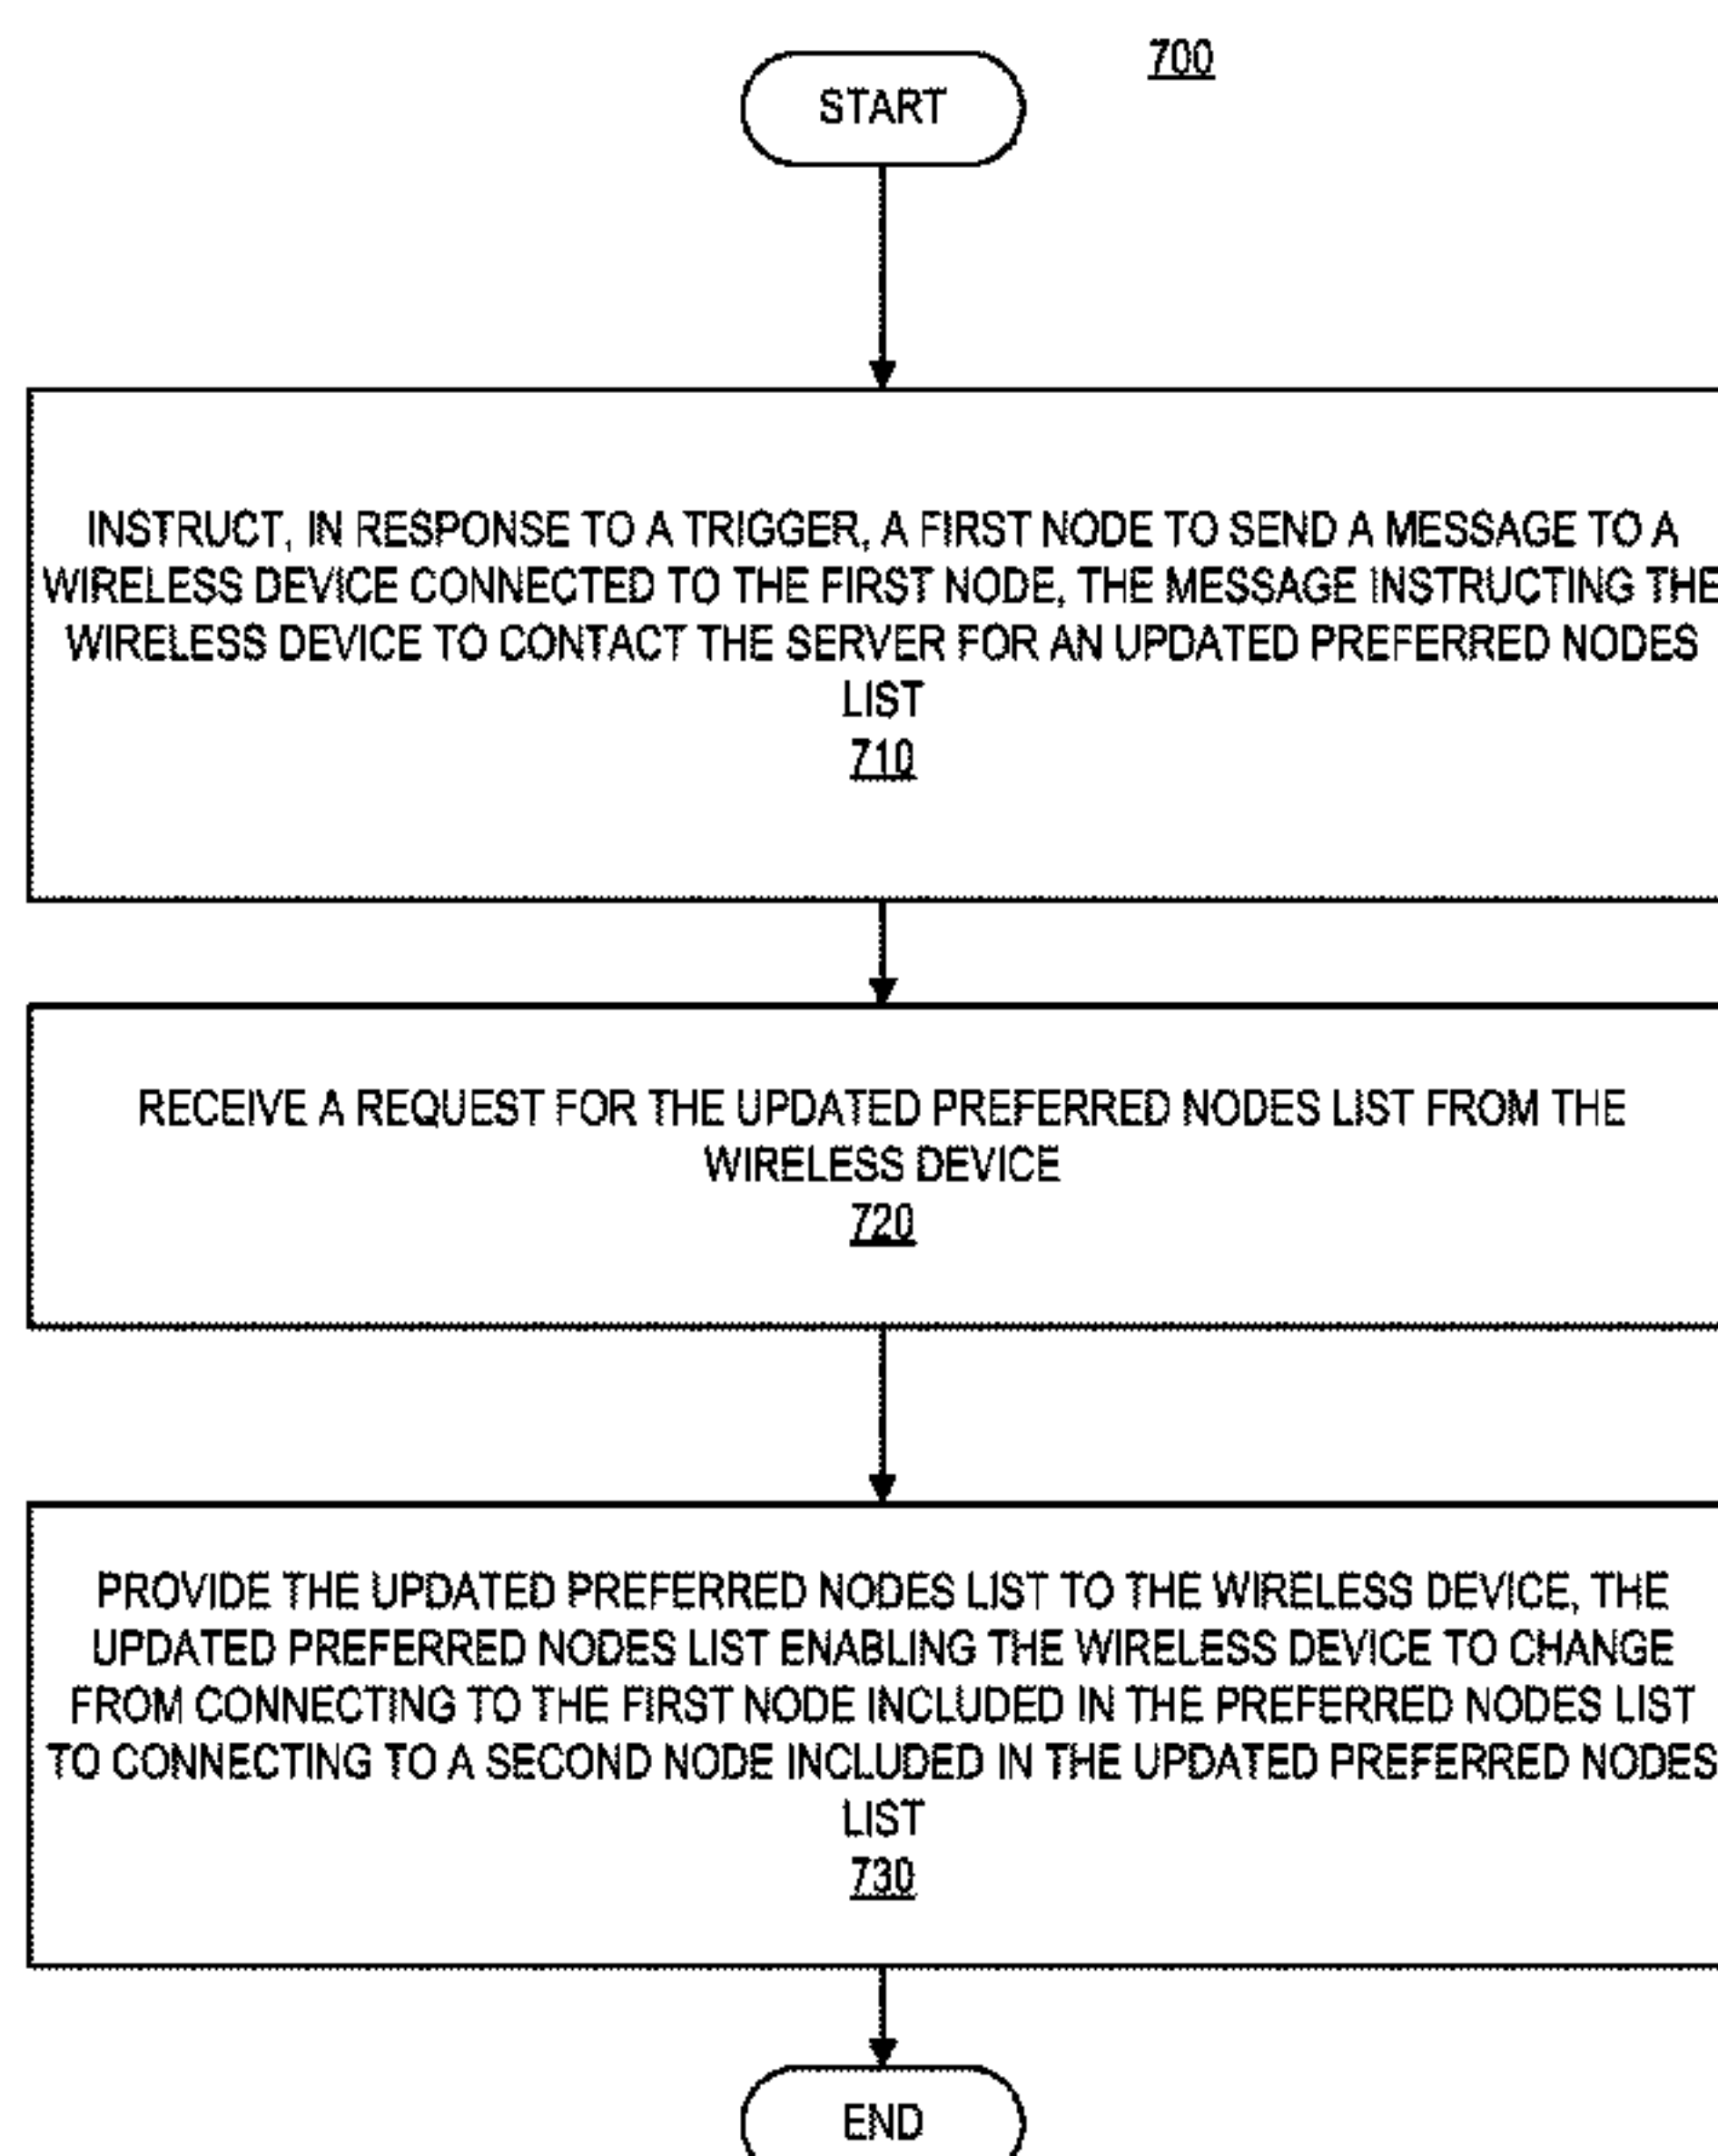 700
START
INSTRUCT, IN RESPONSE TO A TRIGGER, A FIRST NODE TO SEND A MESSAGE TO A
WIRELESS DEVICE CONNECTED TO THE FIRST NODE, THE MESSAGE INSTRUCTING THE
WIRELESS DEVICE TO CONTACT THE SERVER FOR AN UPDATED PREFERRED NODES
LIST
710
RECEIVE A REQUEST FOR THE UPDATED PREFERRED NODES LIST FROM THE
WIRELESS DEVICE
720
PROVIDE THE UPDATED PREFERRED NODES LIST TO THE WIRELESS DEVICE, THE
UPDATED PREFERRED NODES LIST ENABLING THE WIRELESS DEVICE TO CHANGE
FROM CONNECTING TO THE FIRST NODE INCLUDED IN THE PREFERRED NODES LIST
TO CONNECTING TO A SECOND NODE INCLUDED IN THE UPDATED PREFERRED NODES
LIST
730
END